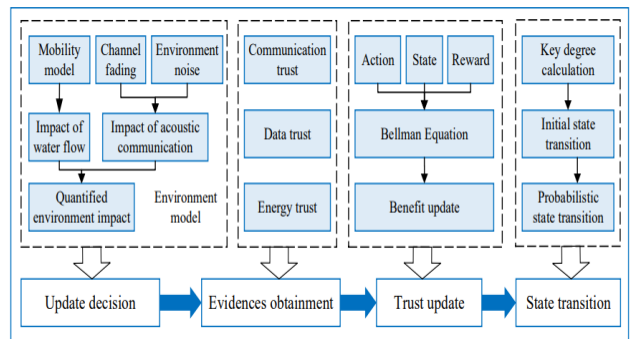 Mobility
model
Channel
fading
Environment
noise
Impact of
water flow
Impact of acoustic
communication
Quantified
environment impact
Environment
model
Communication
trust
Data trust
Energy trust
Action
State
Reward
Bellman Equation
Benefit update
Key degree
calculation
Initial state
transition
Probabilistic
state transition
Update decision
Evidences obtainment
Trust update
State transition